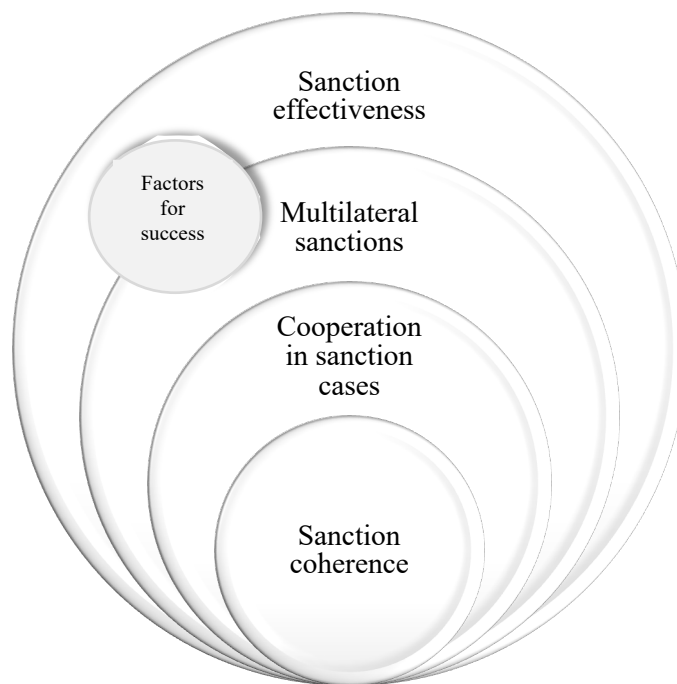 Sanction
effectiveness
Factors
for
success
Multilateral
sanctions
Cooperation
in sanction
cases
Sanction
coherence